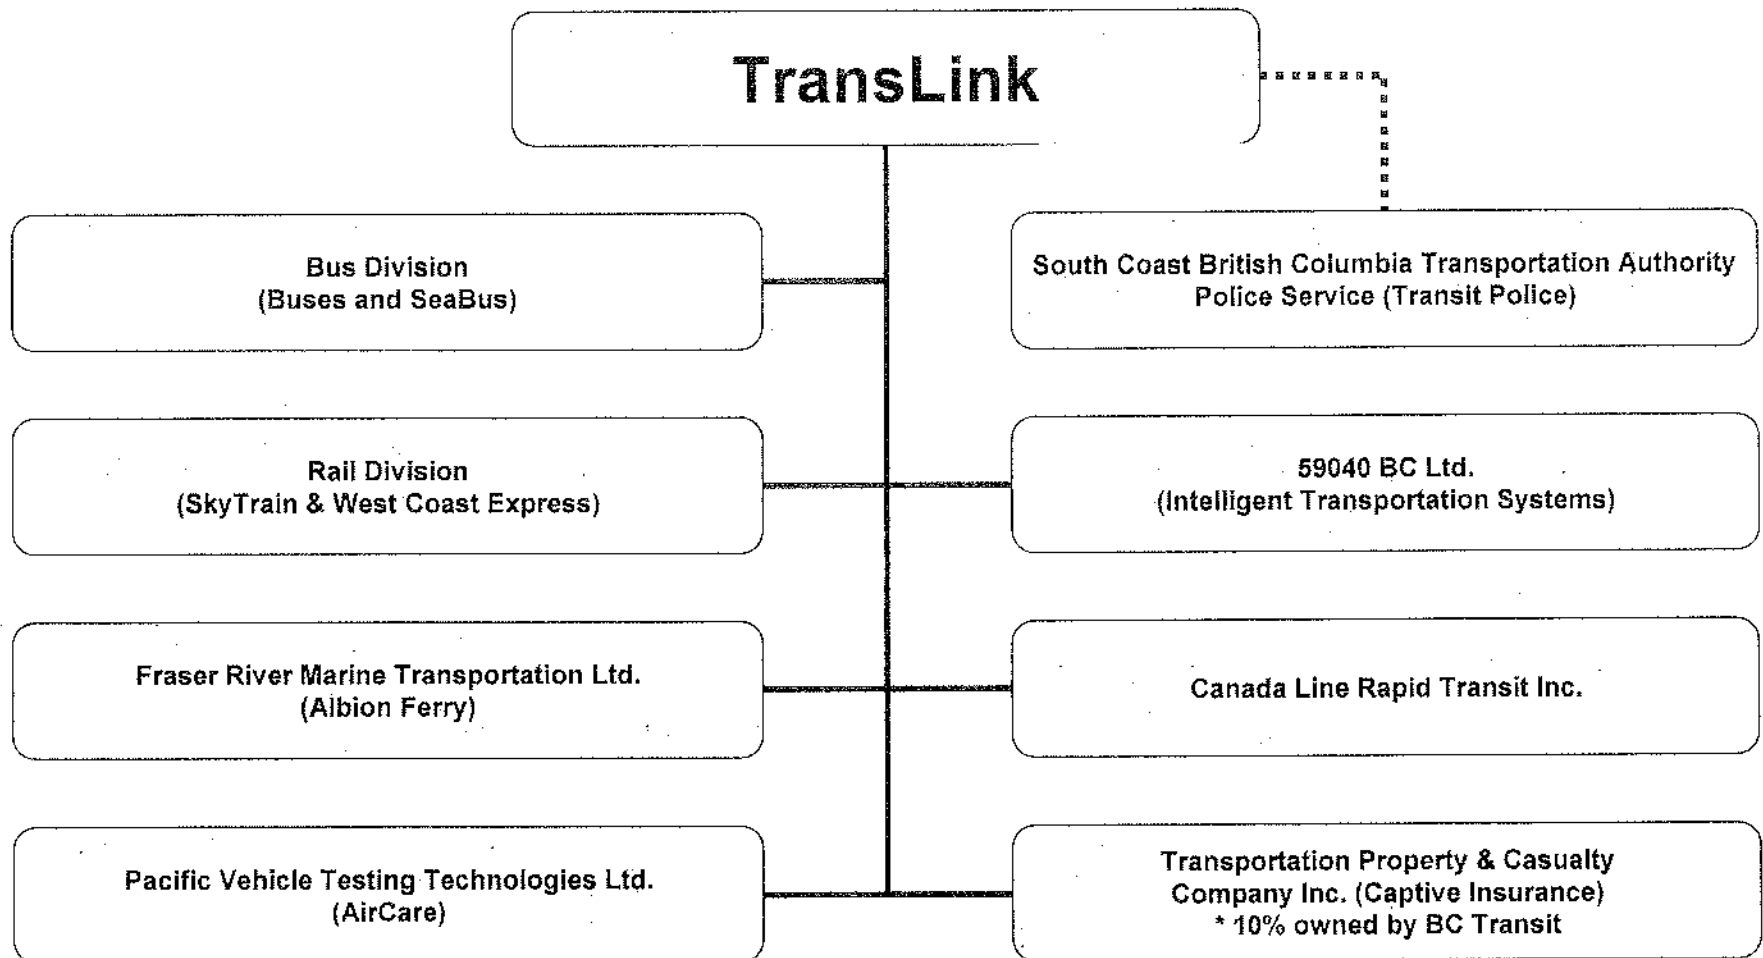 TransLink
Bus Division
(Buses and SeaBus)
South Coast British Columbia Transportation Authority
Police Service (Transit Police)
Rail Division
(SkyTrain & West Coast Express)
59040 BC Ltd.
(Intelligent Transportation Systems)
Fraser River Marine Transportation Ltd.
(Albion Ferry)
Canada Line Rapid Transit Inc.
Pacific Vehicle Testing Technologies Ltd.
(AirCare)
Transportation Property & Casualty
Company Inc. (Captive Insurance)
* 10% owned by BC Transit